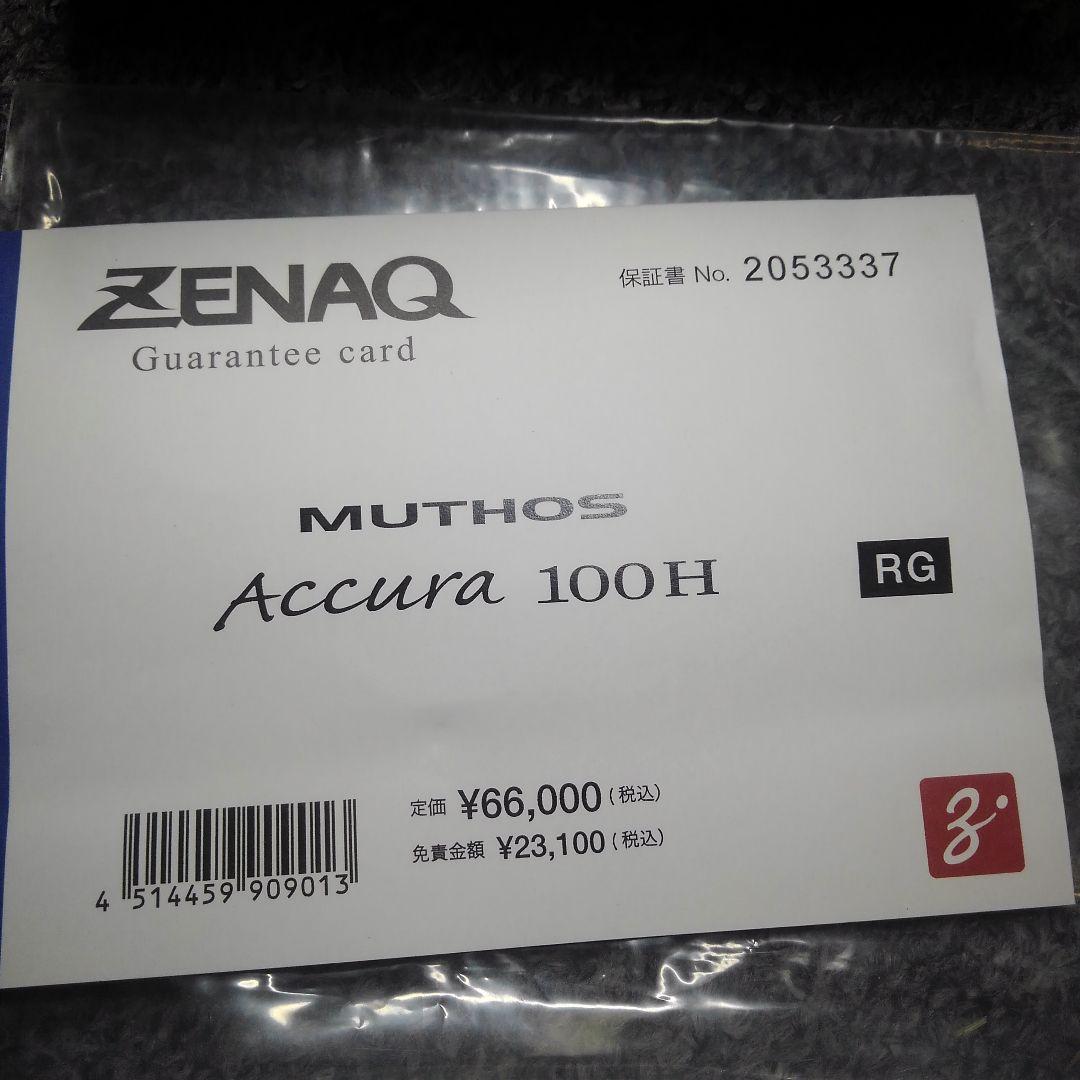 ZENAQ
Guarantee card
保証書 No. 2053337
MUTHOS
Accura 100H
RG
定価 ¥66,000 (税込)
免責金額 ¥23,100 (税込)
4 514459 909013
z